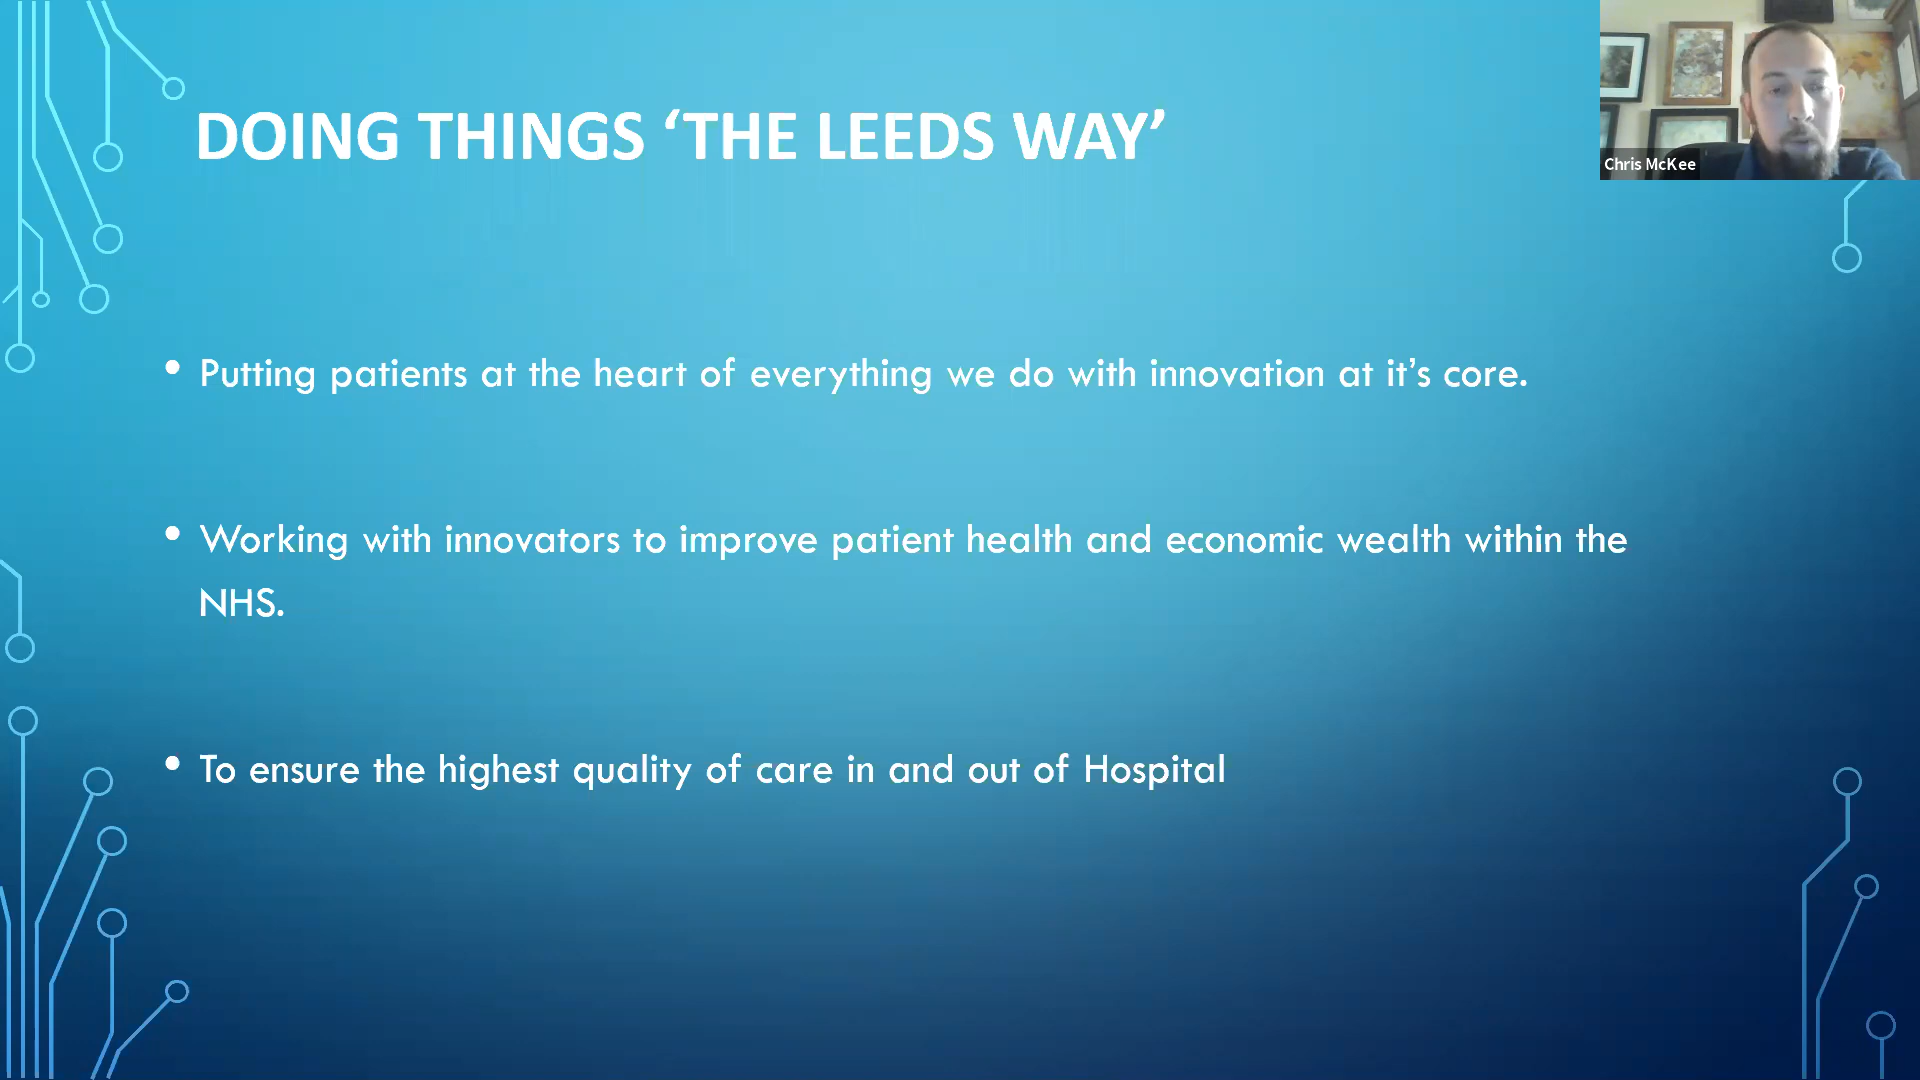 DOING THINGS ‘THE LEEDS WAY’
Chris McKee
• Putting patients at the heart of everything we do with innovation at it’s core.
• Working with innovators to improve patient health and economic wealth within the
NHS.
• To ensure the highest quality of care in and out of Hospital